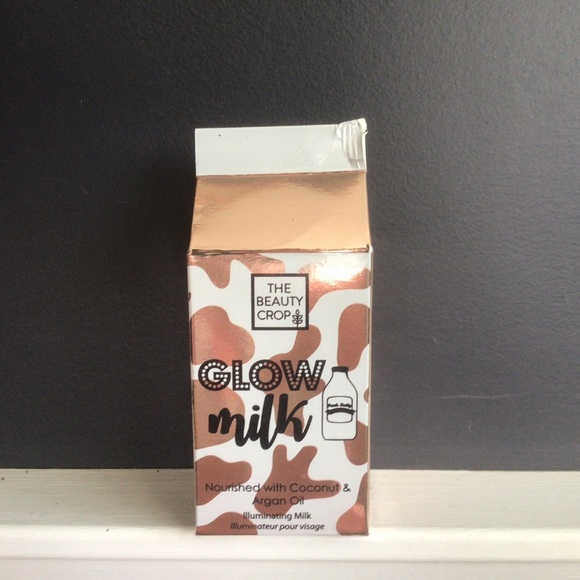 THE
BEAUTY
CROP
GLOW
milk
Nourished with Coconut &
Argan Oil
Illuminating Milk
Illuminateur pour visage